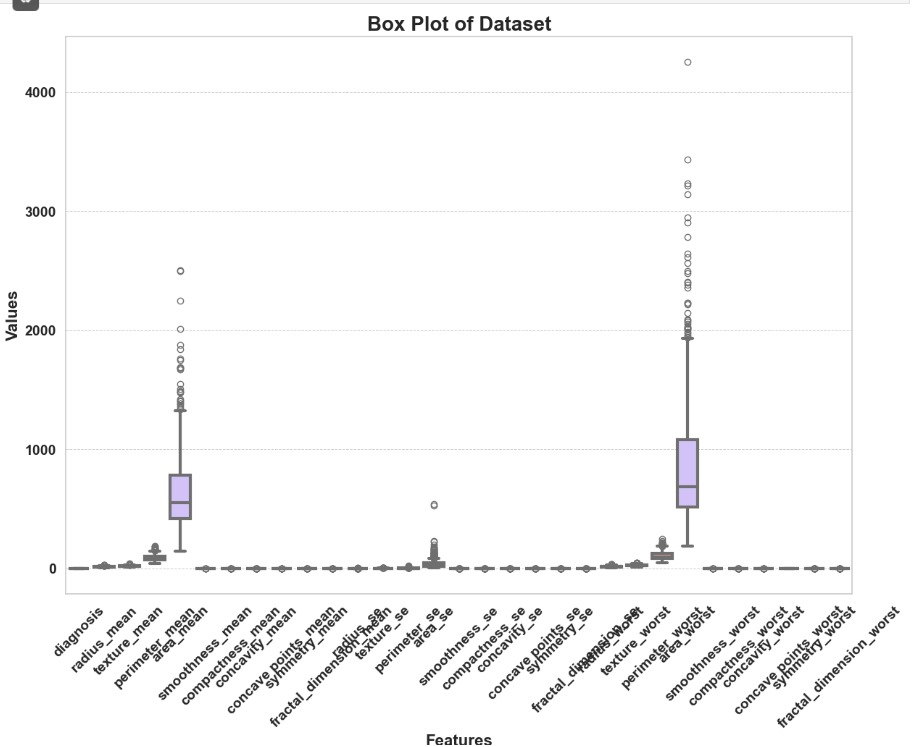 Box Plot of Dataset
Values
4000
3000
2000
1000
0
diagnosis
radius_mean
texture_mean
perimeter_mean
area_mean
smoothness_mean
compactness_mean
concavity_mean
concave points_mean
symmetry_mean
fractal_dimension_mean
radius_se
texture_se
perimeter_se
area_se
smoothness_se
compactness_se
concavity_se
concave points_se
symmetry_se
fractal_dimension_se
radius_worst
texture_worst
perimeter_worst
area_worst
smoothness_worst
compactness_worst
concavity_worst
concave points_worst
symmetry_worst
fractal_dimension_worst
Features